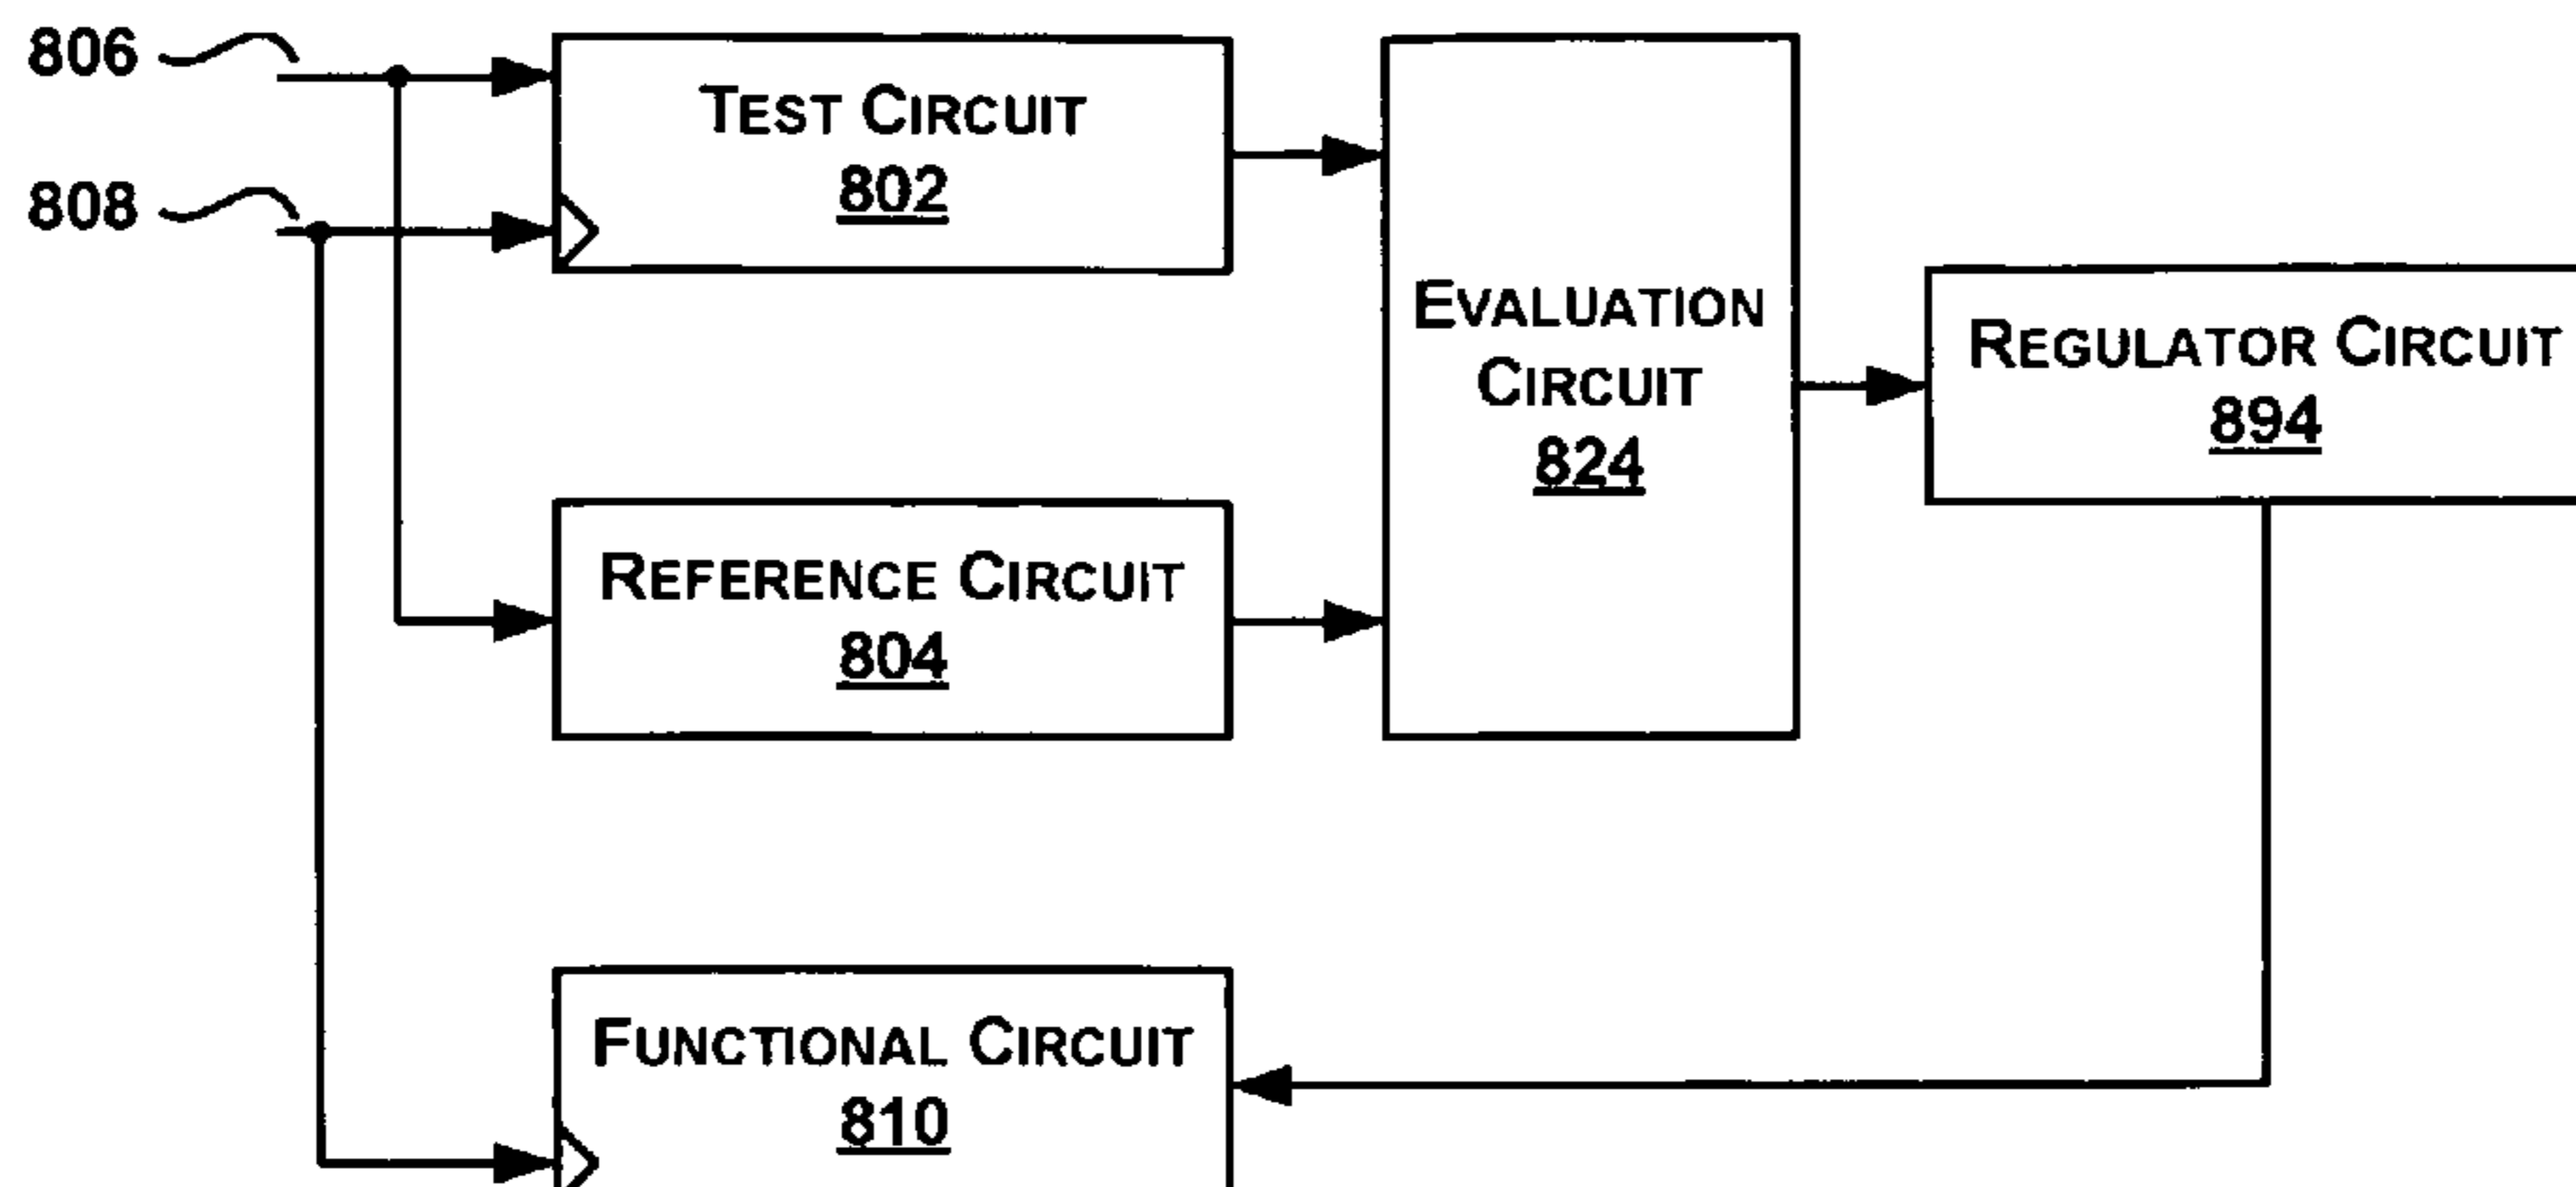 806
808
TEST CIRCUIT
802
EVALUATION
CIRCUIT
824
REGULATOR CIRCUIT
894
REFERENCE CIRCUIT
804
FUNCTIONAL CIRCUIT
810